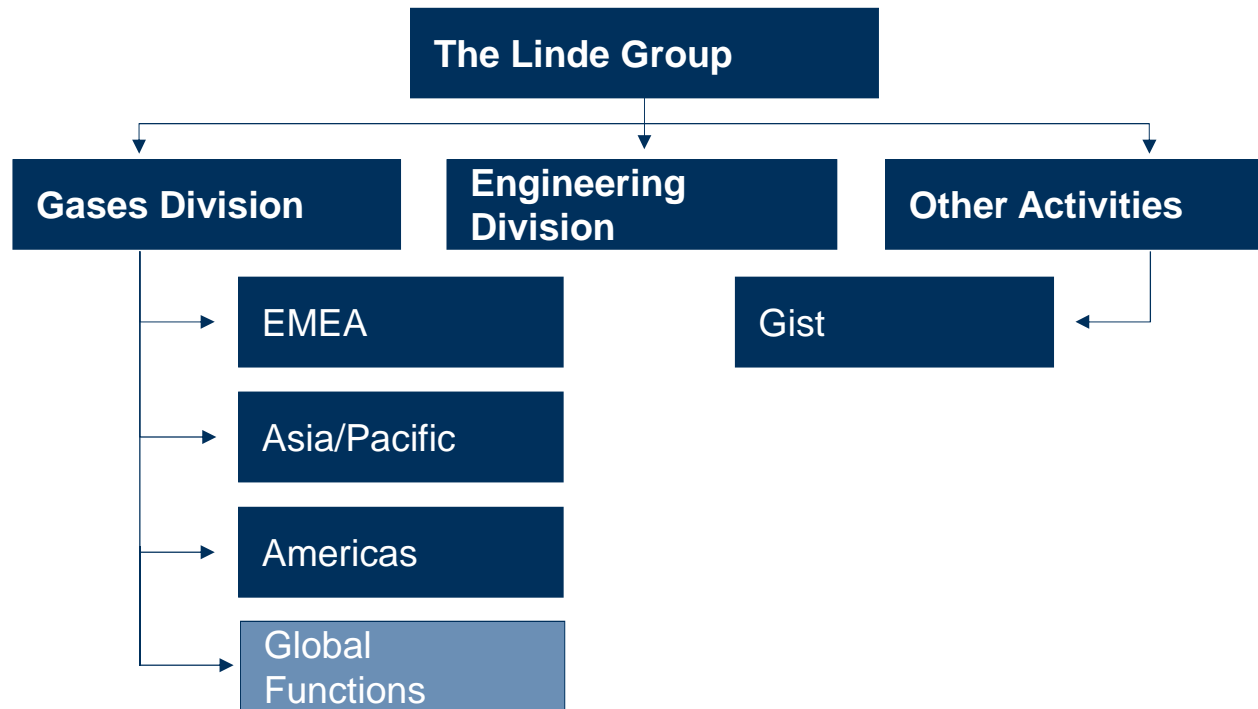 The Linde Group
Gases Division
Engineering
Division
Other Activities
EMEA
Gist
Asia/Pacific
Americas
Global
Functions